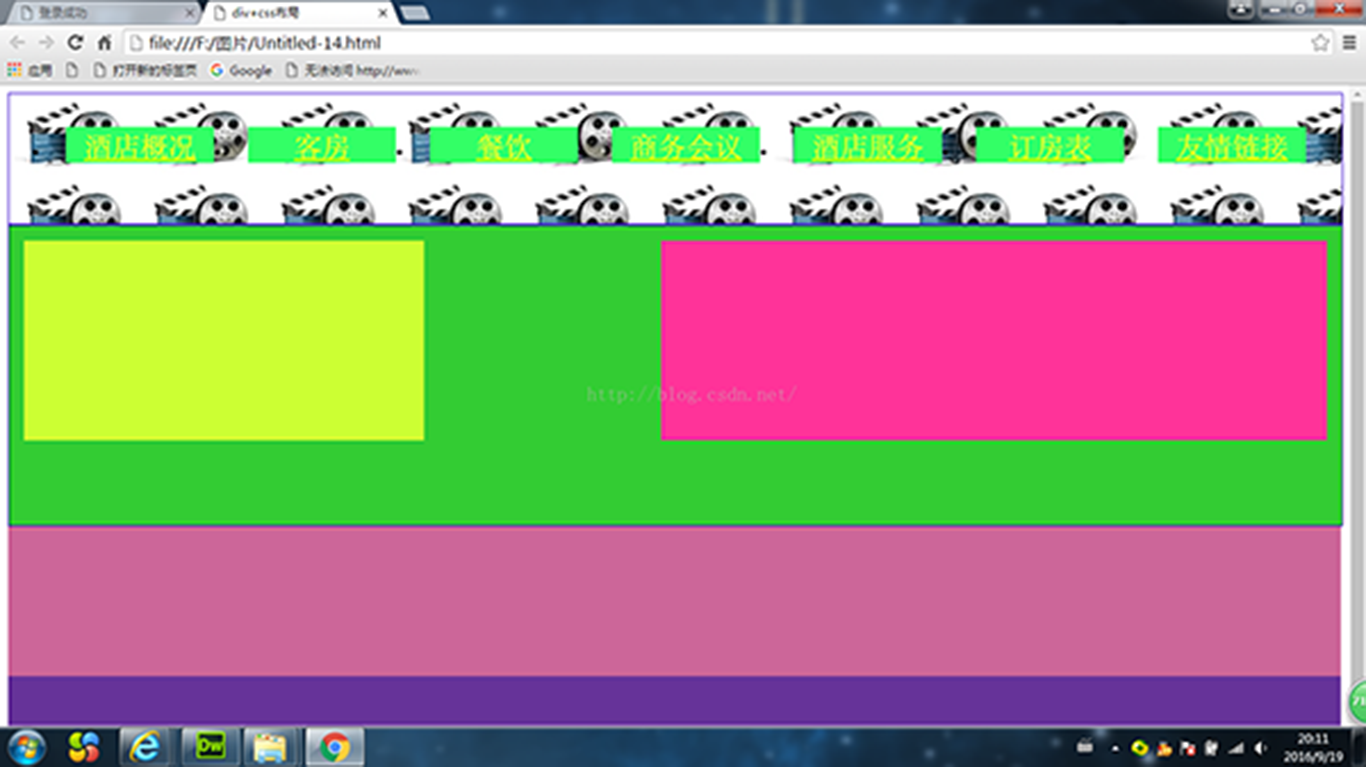 登录成功
div+css布局
file:///F:/图片/Untitled-14.html
应用
打开新的标签页
Google
无法访问 http://www
酒店概况 客房 餐饮 商务会议 酒店服务 订房表 友情链接
http://blog.csdn.net/
Dw
71
20:11
2016/9/19